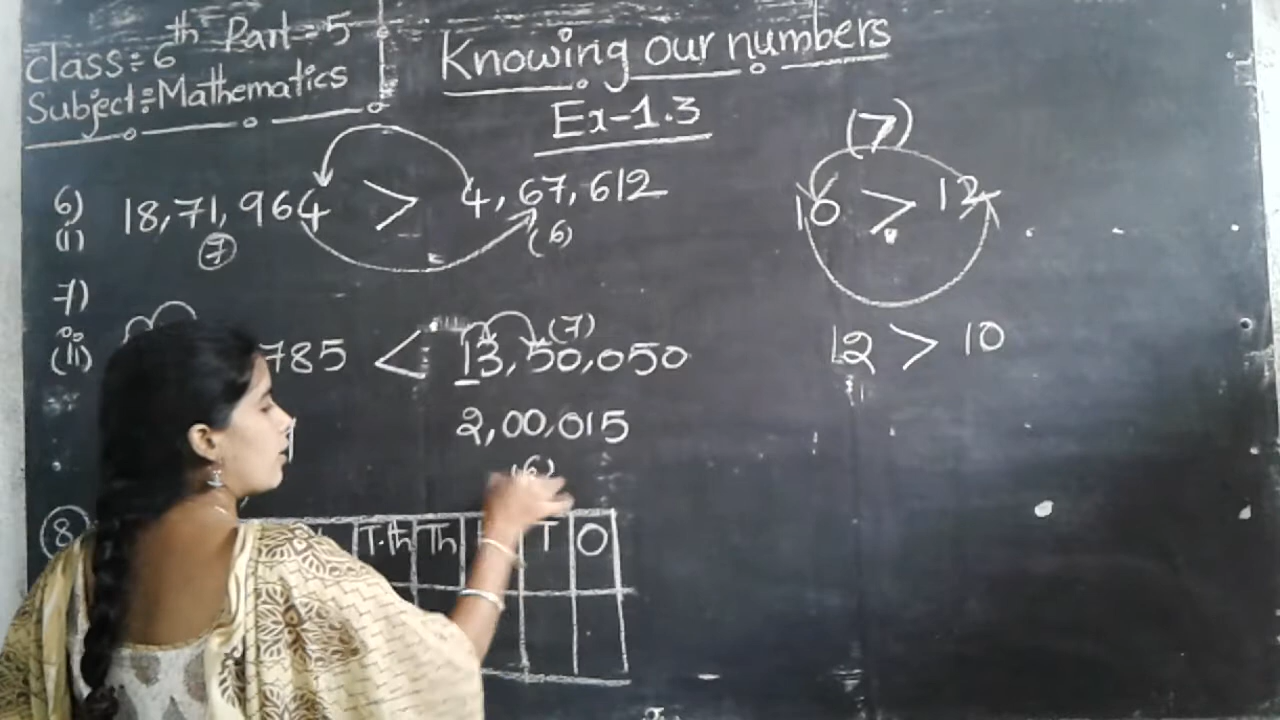 Class:- 6th Part-5
Subject:- Mathematics
Knowing our numbers
Ex-1.3
6)
(i) 18,71,964 > 4,67,612
(7) (6)
(>)
16 > 12
7)
(ii) 785 < 13,50,050
(7)
12 > 10
2,00,015
(6)
(8)
T.th Th T O